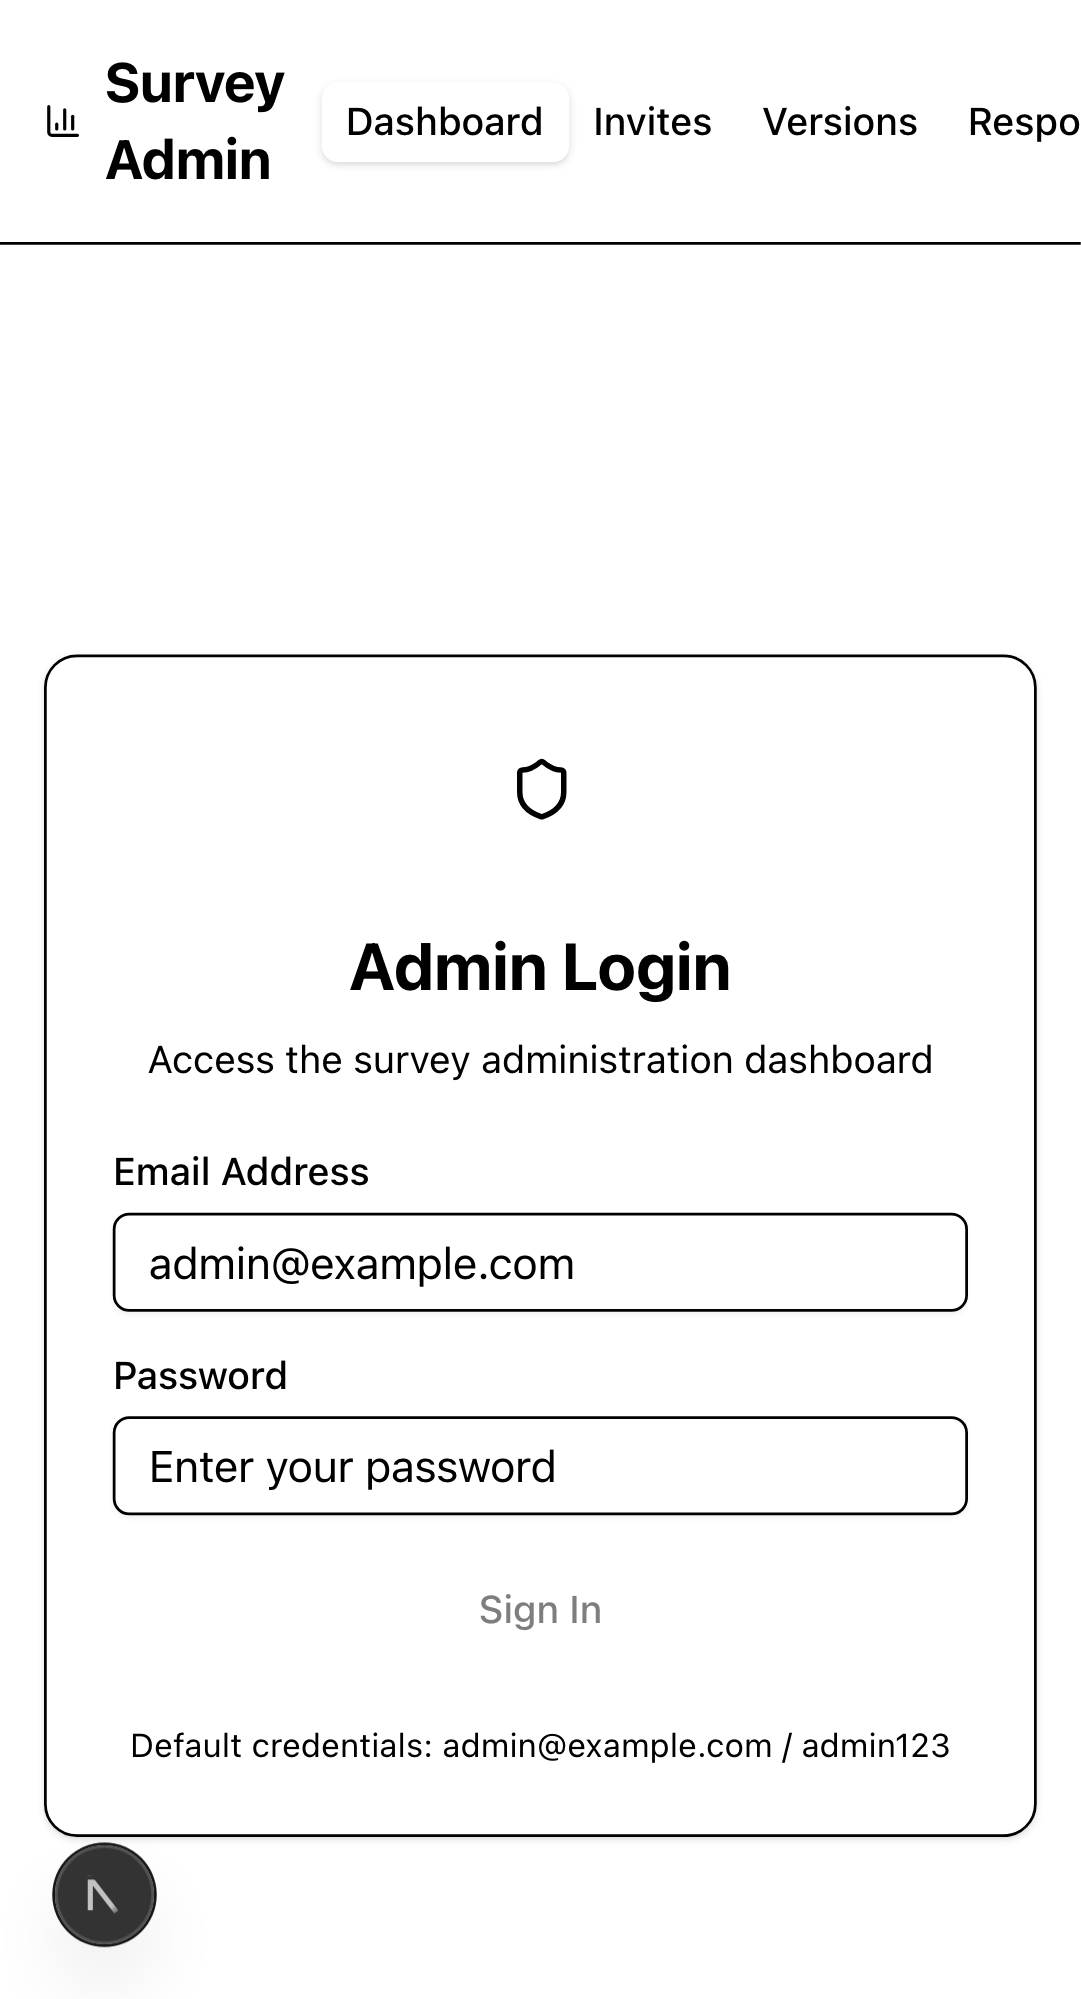 Survey
Admin
Dashboard Invites Versions Respo
Admin Login
Access the survey administration dashboard
Email Address
admin@example.com
Password
Enter your password
Sign In
Default credentials: admin@example.com / admin123